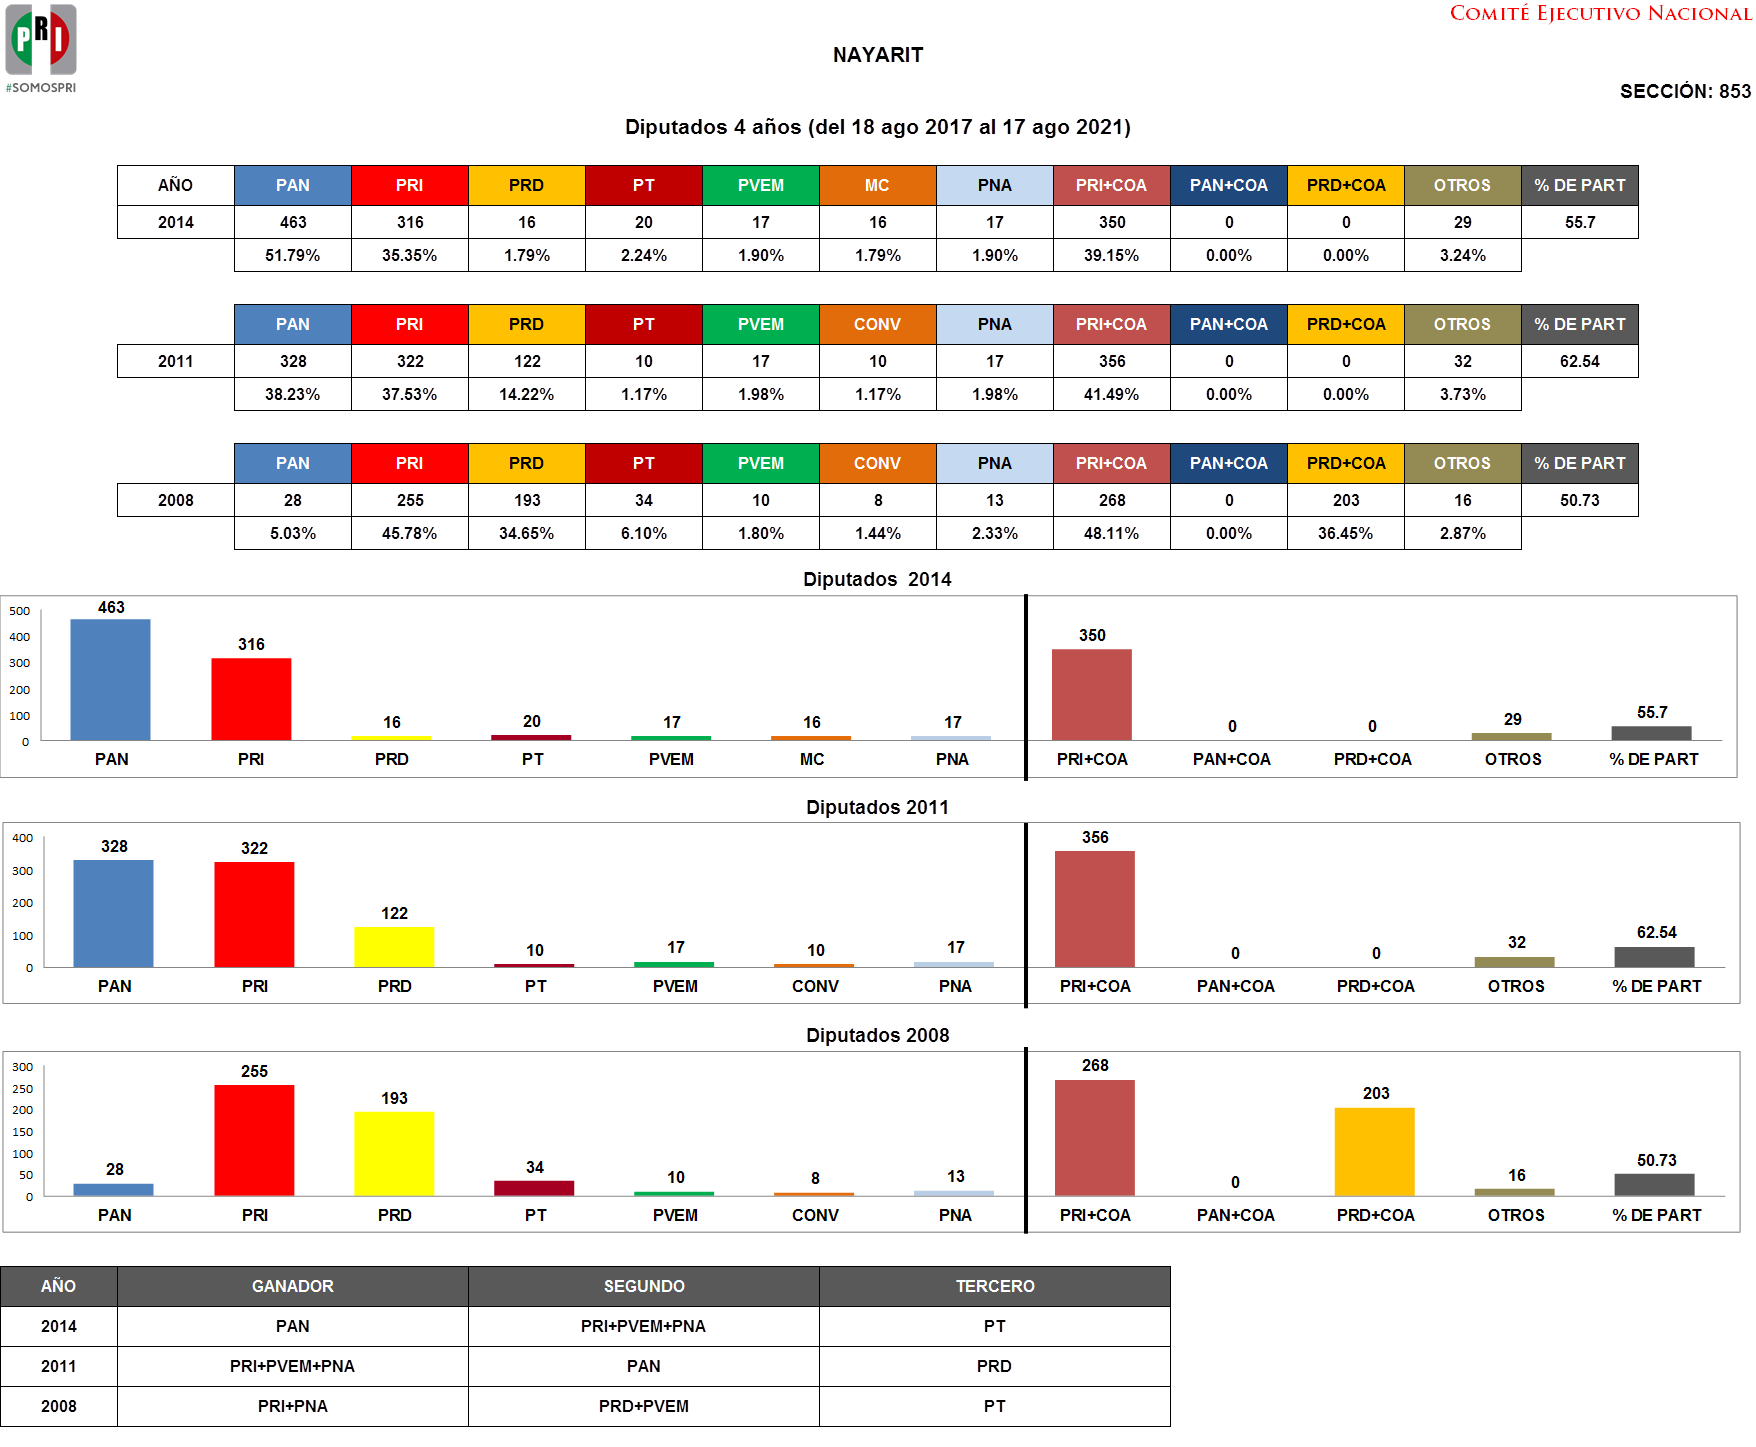 PRI
#SOMOSPRI
COMITÉ EJECUTIVO NACIONAL
NAYARIT
SECCIÓN: 853
Diputados 4 años (del 18 ago 2017 al 17 ago 2021)
AÑO PAN PRI PRD PT PVEM MC PNA PRI+COA PAN+COA PRD+COA OTROS % DE PART
2014 463 316 16 20 17 16 17 350 0 0 29 55.7
51.79% 35.35% 1.79% 2.24% 1.90% 1.79% 1.90% 39.15% 0.00% 0.00% 3.24%
PAN PRI PRD PT PVEM CONV PNA PRI+COA PAN+COA PRD+COA OTROS % DE PART
2011 328 322 122 10 17 10 17 356 0 0 32 62.54
38.23% 37.53% 14.22% 1.17% 1.98% 1.17% 1.98% 41.49% 0.00% 0.00% 3.73%
PAN PRI PRD PT PVEM CONV PNA PRI+COA PAN+COA PRD+COA OTROS % DE PART
2008 28 255 193 34 10 8 13 268 0 203 16 50.73
5.03% 45.78% 34.65% 6.10% 1.80% 1.44% 2.33% 48.11% 0.00% 36.45% 2.87%
Diputados 2014
500
400
300
200
100
0
463 316 16 20 17 16 17 350 0 0 29 55.7
PAN PRI PRD PT PVEM MC PNA PRI+COA PAN+COA PRD+COA OTROS % DE PART
Diputados 2011
400
300
200
100
0
328 322 122 10 17 10 17 356 0 0 32 62.54
PAN PRI PRD PT PVEM CONV PNA PRI+COA PAN+COA PRD+COA OTROS % DE PART
Diputados 2008
300
250
200
150
100
50
0
28 255 193 34 10 8 13 268 0 203 16 50.73
PAN PRI PRD PT PVEM CONV PNA PRI+COA PAN+COA PRD+COA OTROS % DE PART
AÑO GANADOR SEGUNDO TERCERO
2014 PAN PRI+PVEM+PNA PT
2011 PRI+PVEM+PNA PAN PRD
2008 PRI+PNA PRD+PVEM PT